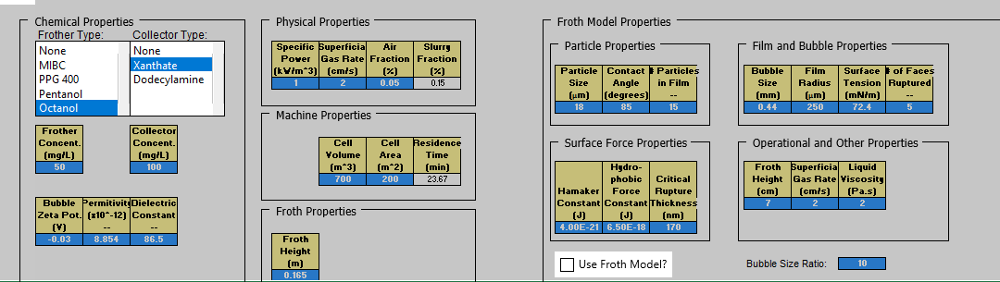 Chemical Properties
Frother Type:
Collector Type:
None
MIBC
PPG 400
Pentanol
Octanol
None
Xanthate
Dodecylamine
Frother Concent. (mg/L)
50
Collector Concent. (mg/L)
100
Bubble Zeta Pot. (V)
Permitivity (x10^-12) --
Dielectric Constant --
-0.03 8.854 86.5
Physical Properties
Specific Power (kW/m^3)
Superficia Gas Rate (cm/s)
Air Fraction (%)
Slurry Fraction (%)
1 2 0.05 0.15
Machine Properties
Cell Volume (m^3)
Cell Area (m^2)
Residence Time (min)
700 200 23.67
Froth Properties
Froth Height (m)
0.165
Froth Model Properties
Particle Properties
Particle Size (µm)
Contact Angle (degrees)
# Particles in Film --
18 85 15
Film and Bubble Properties
Bubble Size (mm)
Film Radius (µm)
Surface Tension (mN/m)
# of Faces Ruptured --
0.44 250 72.4 5
Surface Force Properties
Hamaker Constant (J)
Hydro-phobic Force Constant (J)
Critical Rupture Thickness (nm)
4.00E-21 6.50E-18 170
Operational and Other Properties
Froth Height (cm)
Superficia Gas Rate (cm/s)
Liquid Viscosity (Pa.s)
7 2 2
Use Froth Model?
Bubble Size Ratio: 10